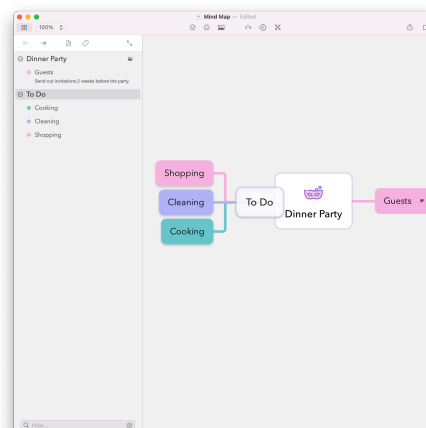 Mind Map — Edited
100%
Dinner Party
Guests
Send out invitations 2 weeks before the party.
To Do
Cooking
Cleaning
Shopping
Shopping
Cleaning
Cooking
To Do
Dinner Party
Guests
Filter...